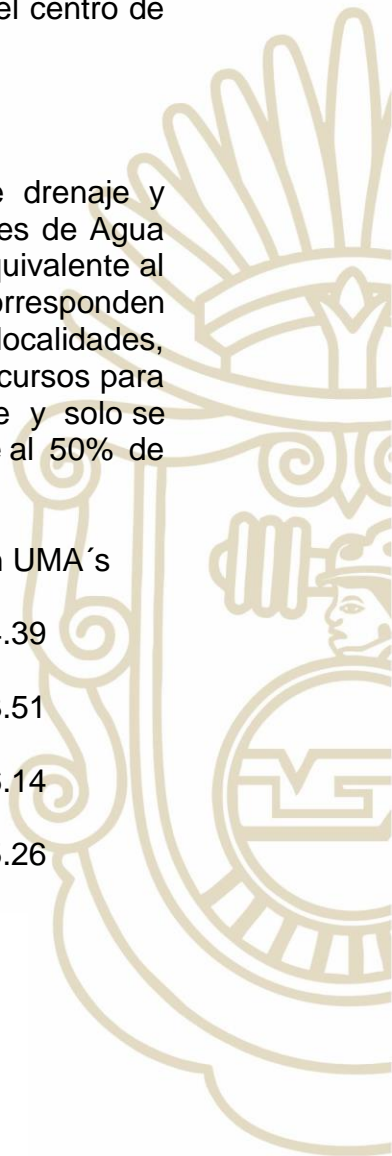 el centro de
drenaje y
es de Agua
quivalente al
orresponden
localidades,
cursos para
e y solo se
al 50% de
UMA´s
.39
.51
.14
.26